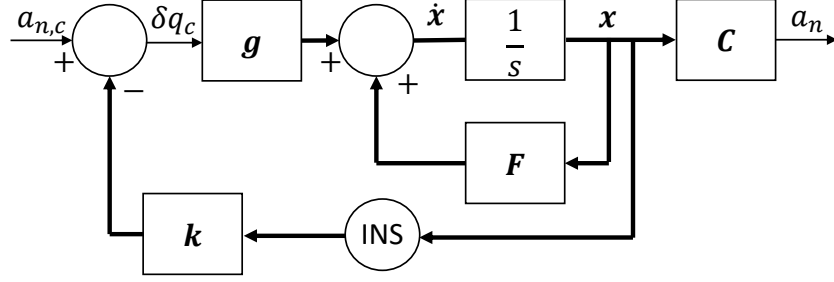 a_{n,c}
+
−
δq_c
g
+
+
ẋ
1
s
x
C
a_n
F
k
INS